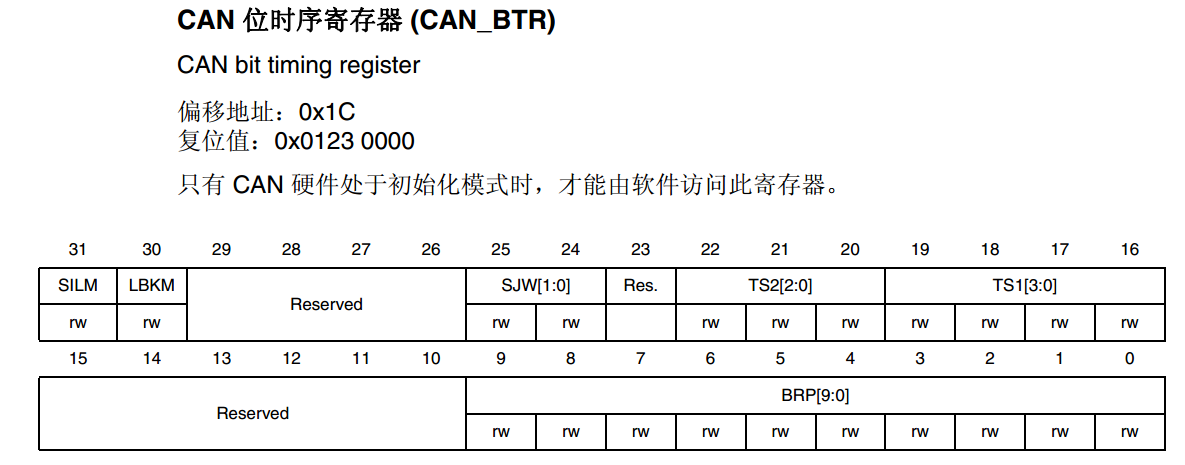 CAN 位时序寄存器 (CAN_BTR)
CAN bit timing register
偏移地址：0x1C
复位值：0x0123 0000
只有 CAN 硬件处于初始化模式时，才能由软件访问此寄存器。
31 30 29 28 27 26 25 24 23 22 21 20 19 18 17 16
SILM LBKM Reserved SJW[1:0] Res. TS2[2:0] TS1[3:0]
rw rw rw rw rw rw rw rw rw rw rw
15 14 13 12 11 10 9 8 7 6 5 4 3 2 1 0
Reserved BRP[9:0]
rw rw rw rw rw rw rw rw rw rw